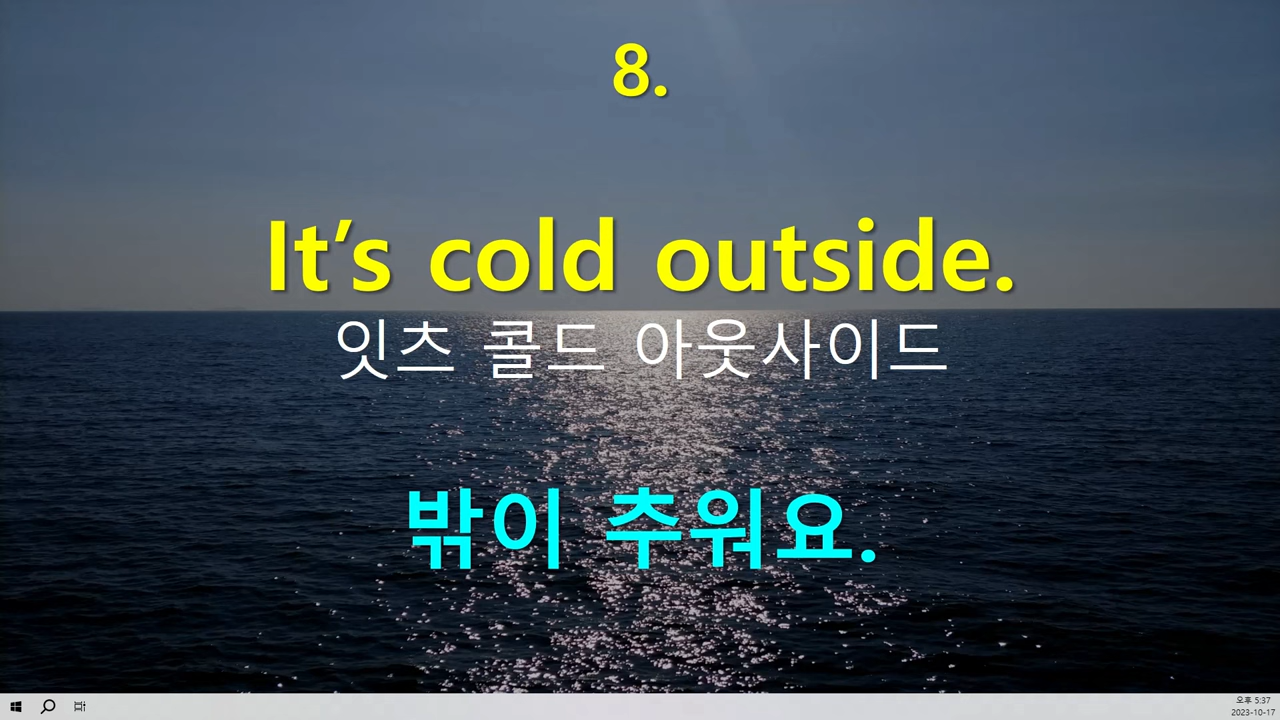 8.
It’s cold outside.
잇츠 콜드 아웃사이드
밖이 추워요.
오후 5:37
2023-10-17